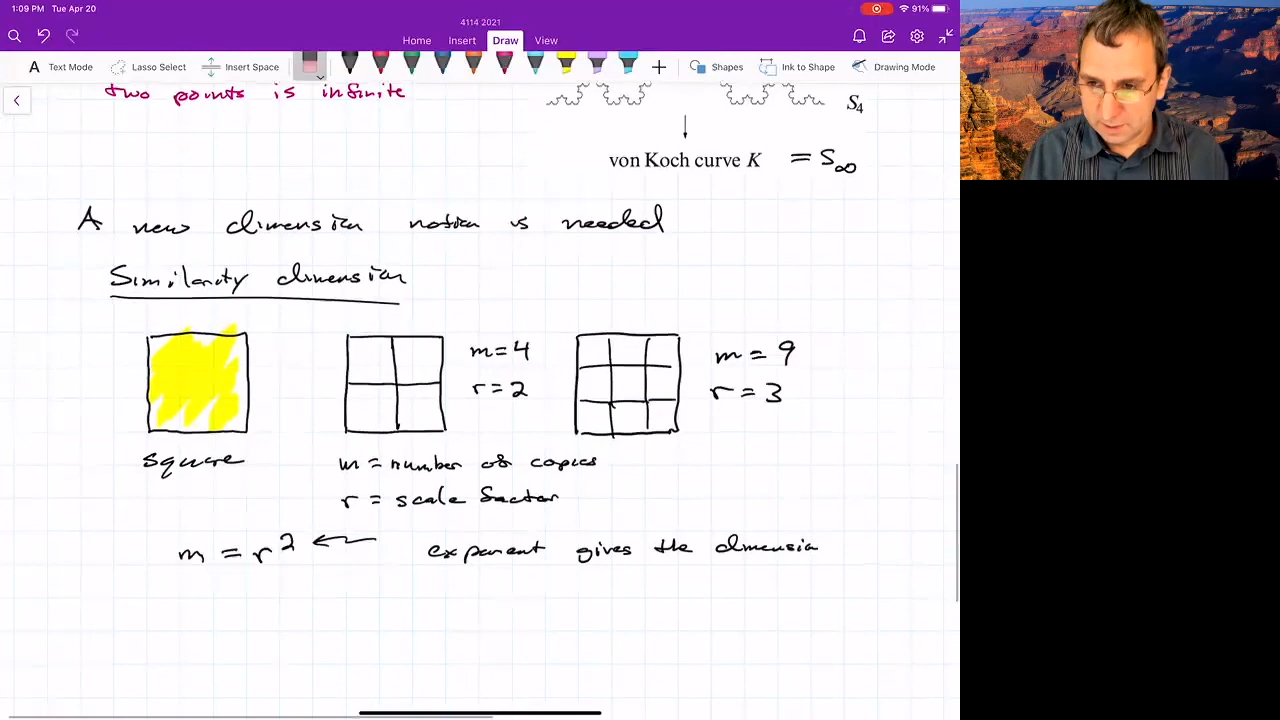 1:09 PM Tue Apr 20
91%
4114 2021
Home Insert Draw View
Text Mode Lasso Select Insert Space Shapes Ink to Shape Drawing Mode
two points is infinite
S4
von Koch curve K = S∞
A new dimension notion is needed
Similarity dimension
m = 4
r = 2
m = 9
r = 3
square
m = number of copies
r = scale factor
m = r² ← exponent gives the dimension